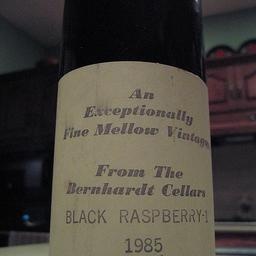 An
Exceptionally
Fine Mellow Vintage
From The
Bernhardt Cellars
BLACK RASPBERRY-1
1985